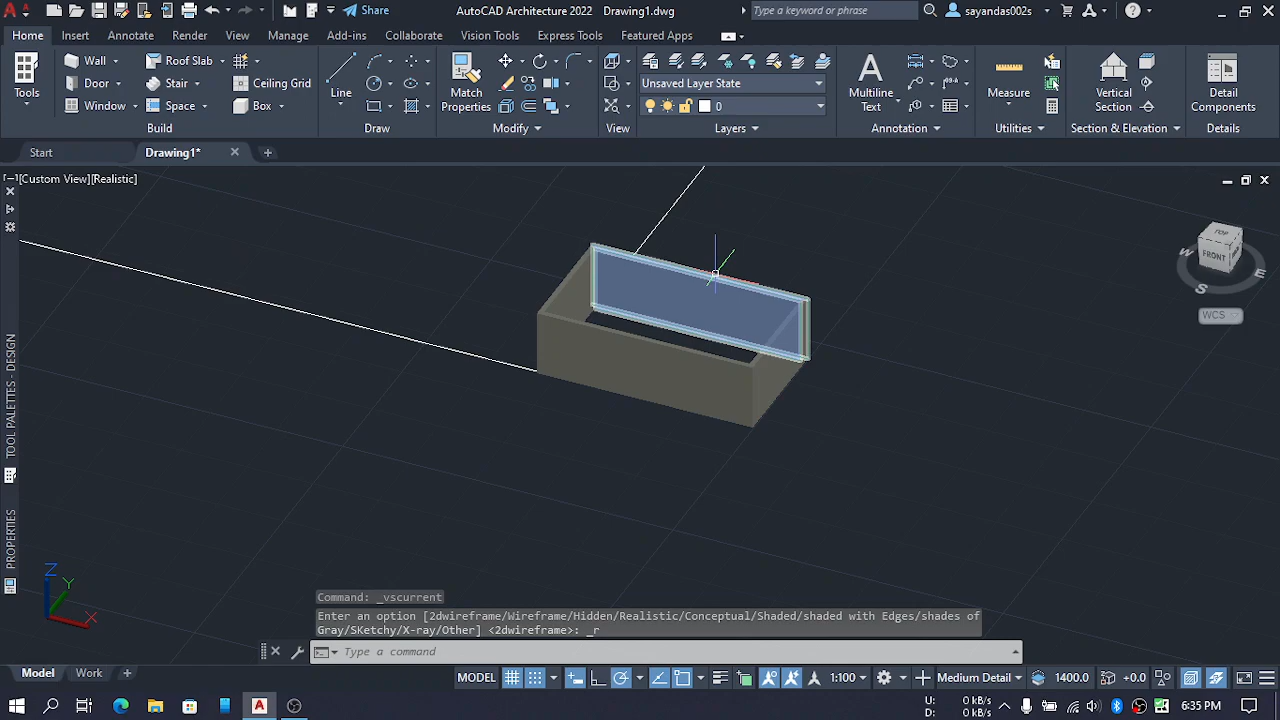 Share
AutoCAD Architecture 2022
Drawing1.dwg
Type a keyword or phrase
sayandas002s
Home
Insert
Annotate
Render
View
Manage
Add-ins
Collaborate
Vision Tools
Express Tools
Featured Apps
Tools
Wall
Roof Slab
Door
Stair
Ceiling Grid
Window
Space
Box
Build
Line
Draw
Match
Properties
Modify
View
Unsaved Layer State
0
Layers
Multiline
Text
Annotation
Measure
Utilities
Vertical
Section
Section & Elevation
Detail
Components
Details
Start
Drawing1*
[−][Custom View][Realistic]
TOP
FRONT
W
S
E
WCS
TOOL PALETTES - DESIGN
PROPERTIES
Z
Y
X
Command: _vscurrent
Enter an option [2dwireframe/Wireframe/Hidden/Realistic/Conceptual/Shaded/shaded with Edges/shades of
Gray/SKetchy/X-ray/Other] <2dwireframe>: _r
Type a command
Model
Work
MODEL
1:100
Medium Detail
1400.0
+0.0
U: 0 kB/s
D: 0 kB/s
6:35 PM